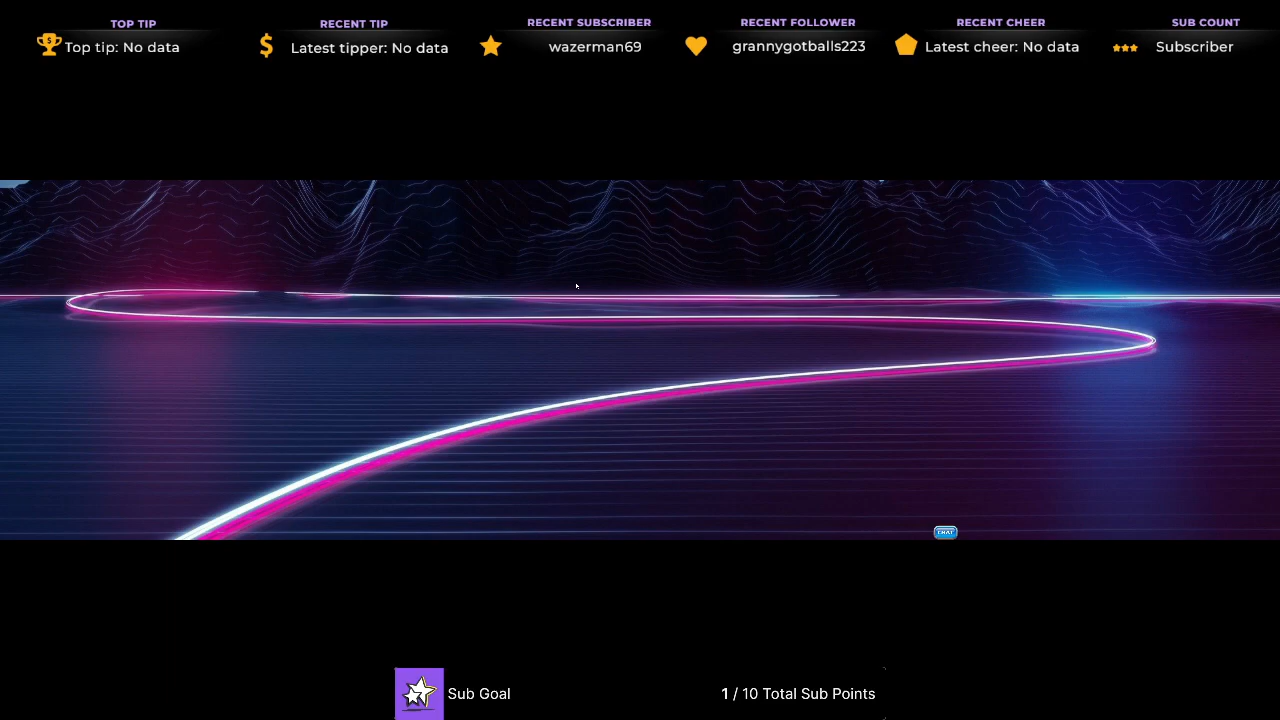 TOP TIP
Top tip: No data
RECENT TIP
Latest tipper: No data
RECENT SUBSCRIBER
wazerman69
RECENT FOLLOWER
grannygotballs223
RECENT CHEER
Latest cheer: No data
SUB COUNT
Subscriber
CHAT
Sub Goal
1 / 10 Total Sub Points